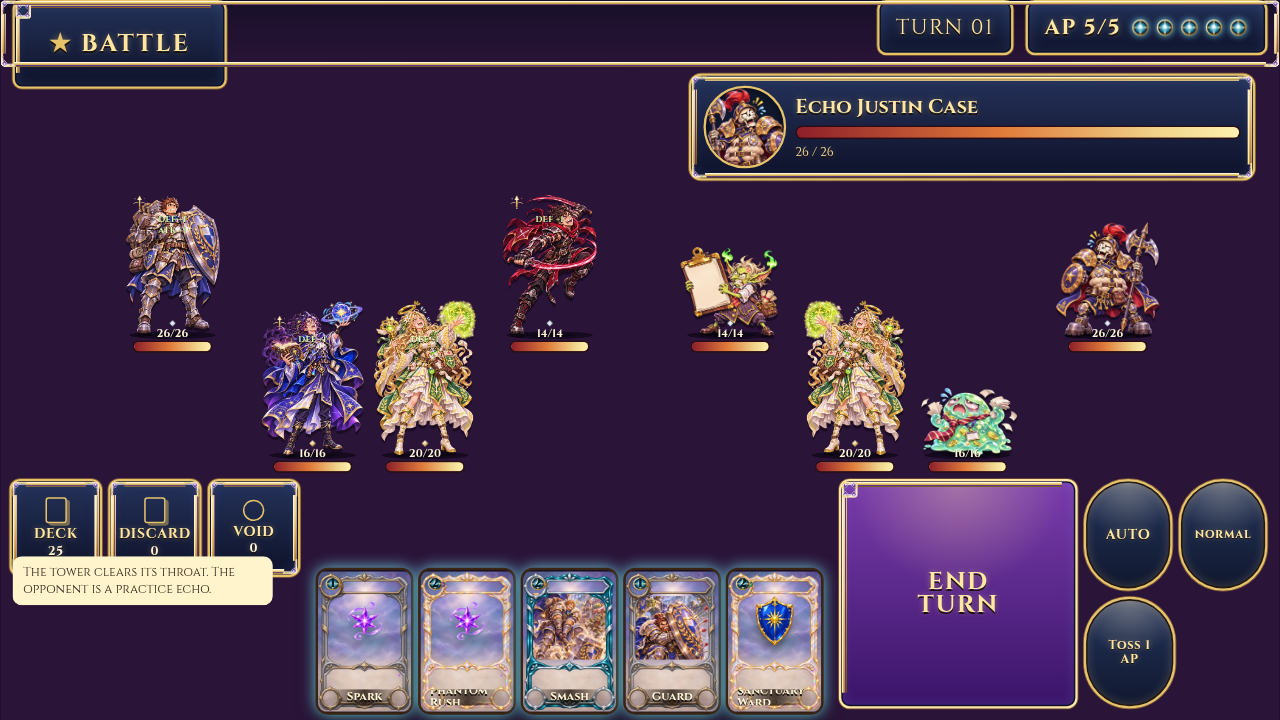 ★ BATTLE
TURN 01
AP 5/5
Echo Justin Case
26 / 26
26/26
16/16
20/20
14/14
14/14
20/20
16/16
26/26
DECK
25
DISCARD
0
VOID
0
The tower clears its throat. The
opponent is a practice echo.
Spark
Phantom
Rush
Smash
Guard
Sanctuary
Ward
END
TURN
AUTO
NORMAL
Toss 1
AP